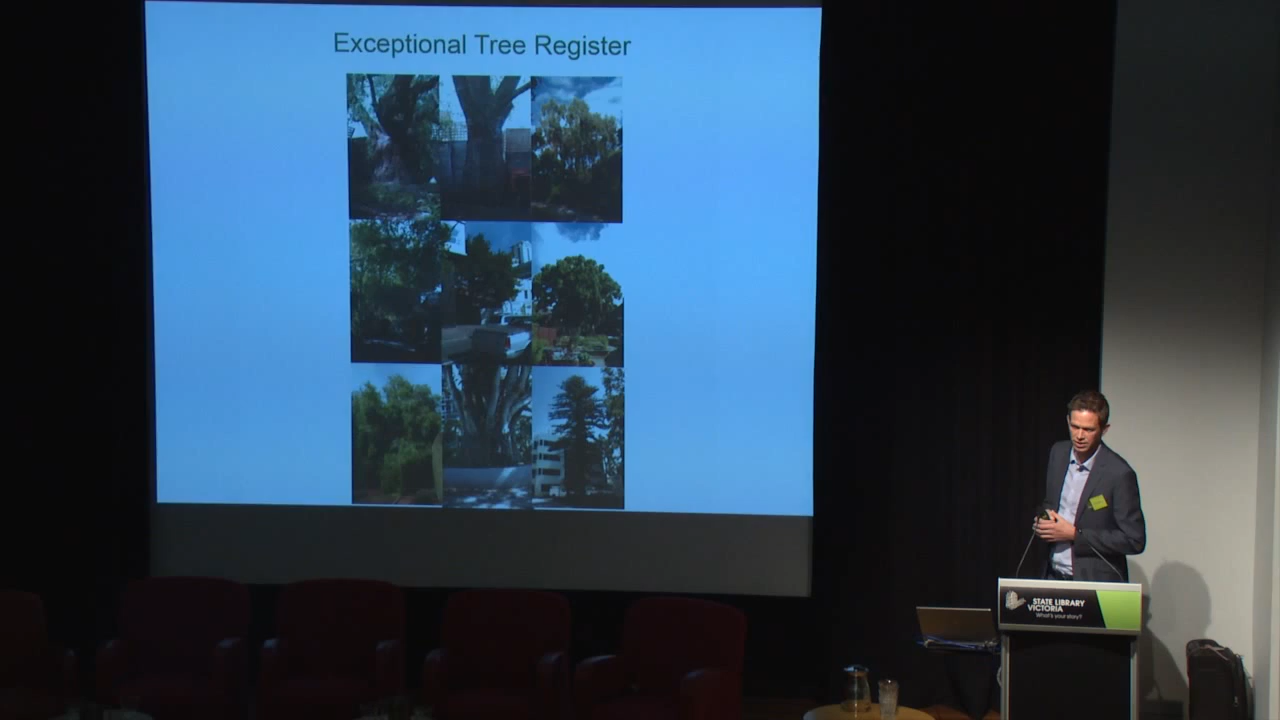 Exceptional Tree Register
STATE LIBRARY
VICTORIA
What's your story?